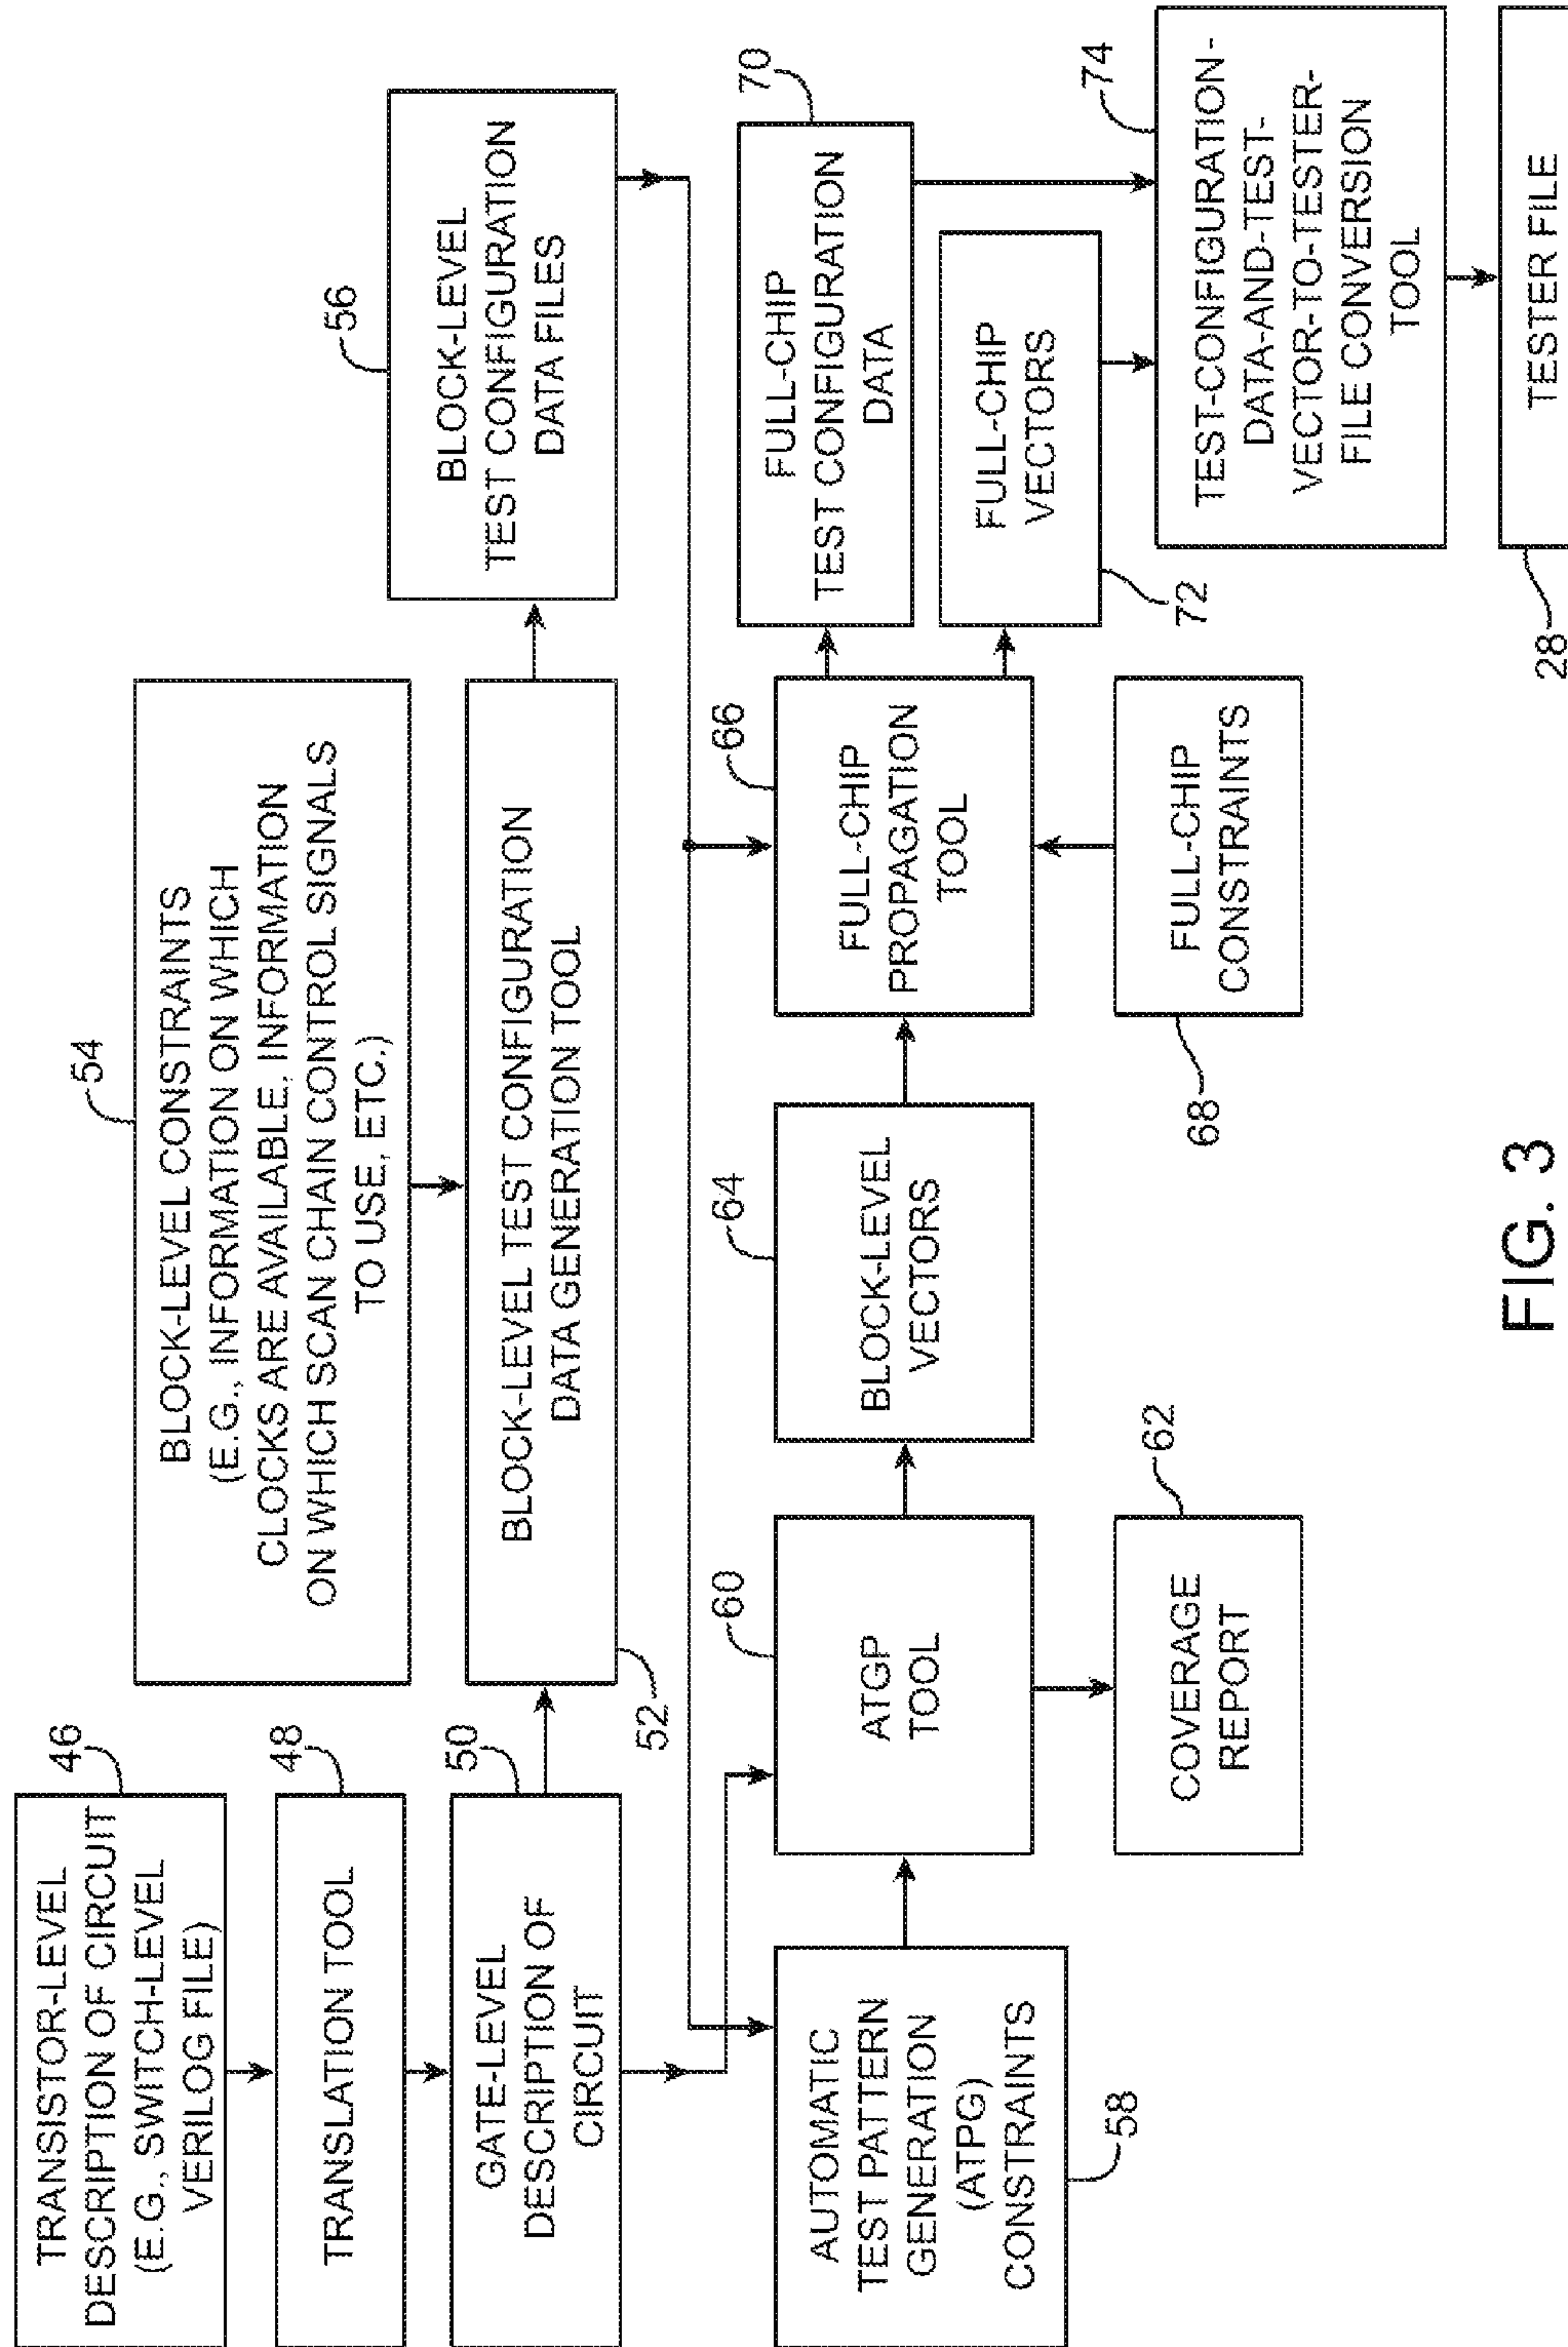 46
TRANSISTOR-LEVEL
DESCRIPTION OF CIRCUIT
(E.G., SWITCH-LEVEL
VERILOG FILE)
48
TRANSLATION TOOL
50
GATE-LEVEL
DESCRIPTION OF
CIRCUIT
54
BLOCK-LEVEL CONSTRAINTS
(E.G., INFORMATION ON WHICH
CLOCKS ARE AVAILABLE, INFORMATION
ON WHICH SCAN CHAIN CONTROL SIGNALS
TO USE, ETC.)
BLOCK-LEVEL TEST CONFIGURATION
DATA GENERATION TOOL
52
56
BLOCK-LEVEL
TEST CONFIGURATION
DATA FILES
AUTOMATIC
TEST PATTERN
GENERATION
(ATPG)
CONSTRAINTS
58
60
ATGP
TOOL
62
COVERAGE
REPORT
64
BLOCK-LEVEL
VECTORS
66
FULL-CHIP
PROPAGATION
TOOL
FULL-CHIP
CONSTRAINTS
68
70
FULL-CHIP
TEST CONFIGURATION
DATA
FULL-CHIP
VECTORS
72
74
TEST-CONFIGURATION-
DATA-AND-TEST-
VECTOR-TO-TESTER-
FILE CONVERSION
TOOL
TESTER FILE
28
FIG. 3